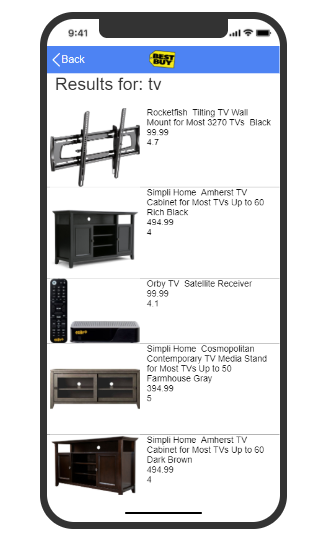 9:41
Back
BEST
BUY
Results for: tv
Rocketfish Tilting TV Wall
Mount for Most 3270 TVs Black
99.99
4.7
Simpli Home Amherst TV
Cabinet for Most TVs Up to 60
Rich Black
494.99
4
Orby TV Satellite Receiver
99.99
4.1
Simpli Home Cosmopolitan
Contemporary TV Media Stand
for Most TVs Up to 50
Farmhouse Gray
394.99
5
Simpli Home Amherst TV
Cabinet for Most TVs Up to 60
Dark Brown
494.99
4